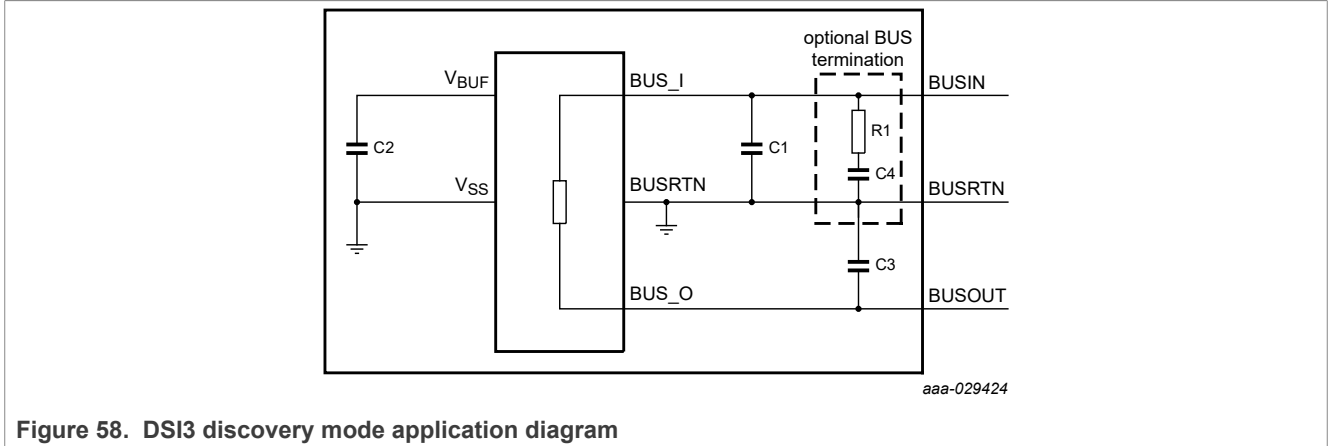 optional BUS
termination
VBUF
BUS_I
BUSIN
R1
C2
C1
C4
VSS
BUSRTN
BUSRTN
C3
BUS_O
BUSOUT
aaa-029424
Figure 58. DSI3 discovery mode application diagram